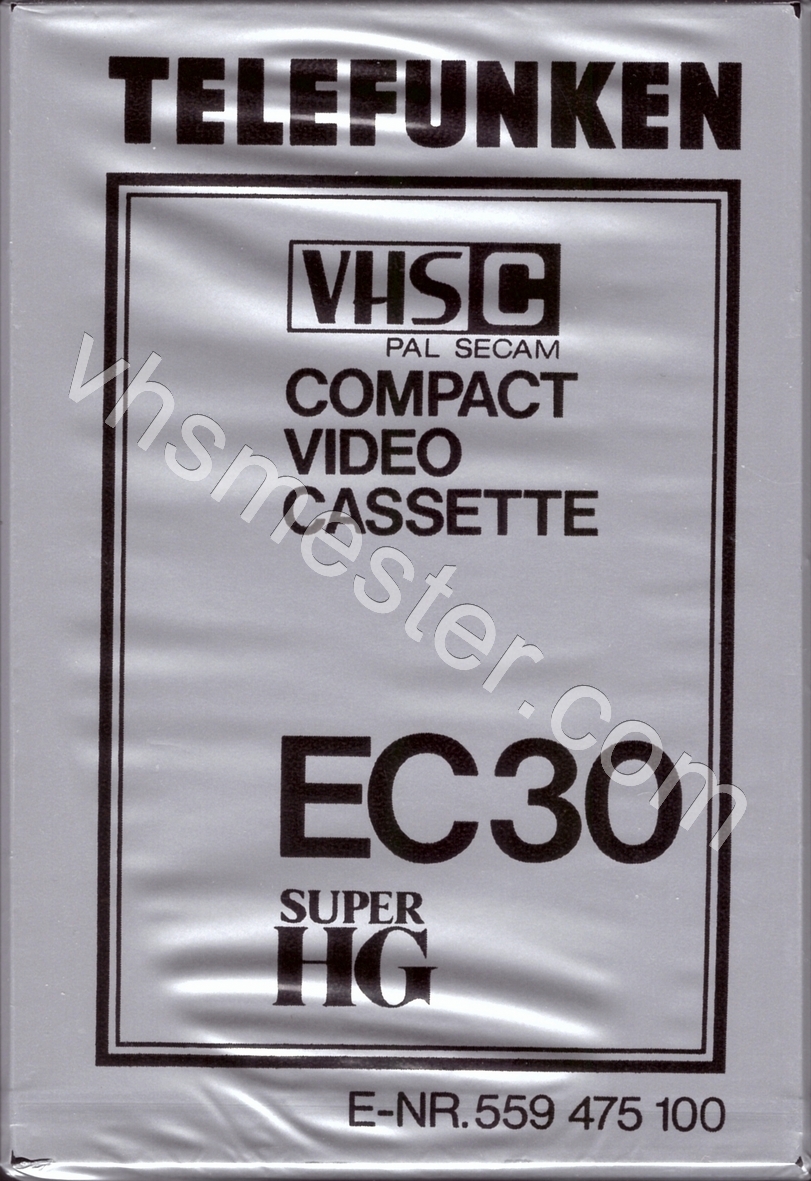 TELEFUNKEN
VHS C
PAL SECAM
COMPACT
VIDEO
CASSETTE
vhsmester.com
EC30
SUPER
HG
E-NR. 559 475 100